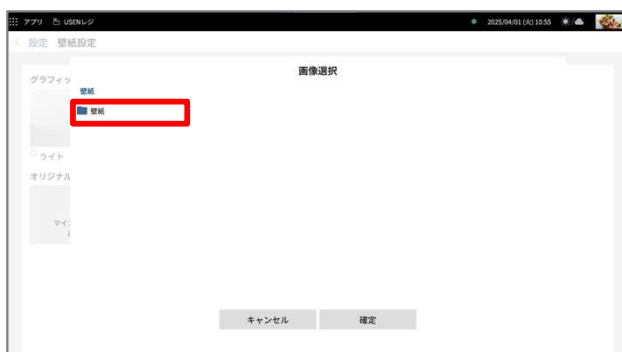 アプリ USENレジ 2025/04/01 (火) 10:55
設定 壁紙設定
画像選択
グラフィッ
壁紙
壁紙
ライト
オリジナル
マイ
キャンセル 確定